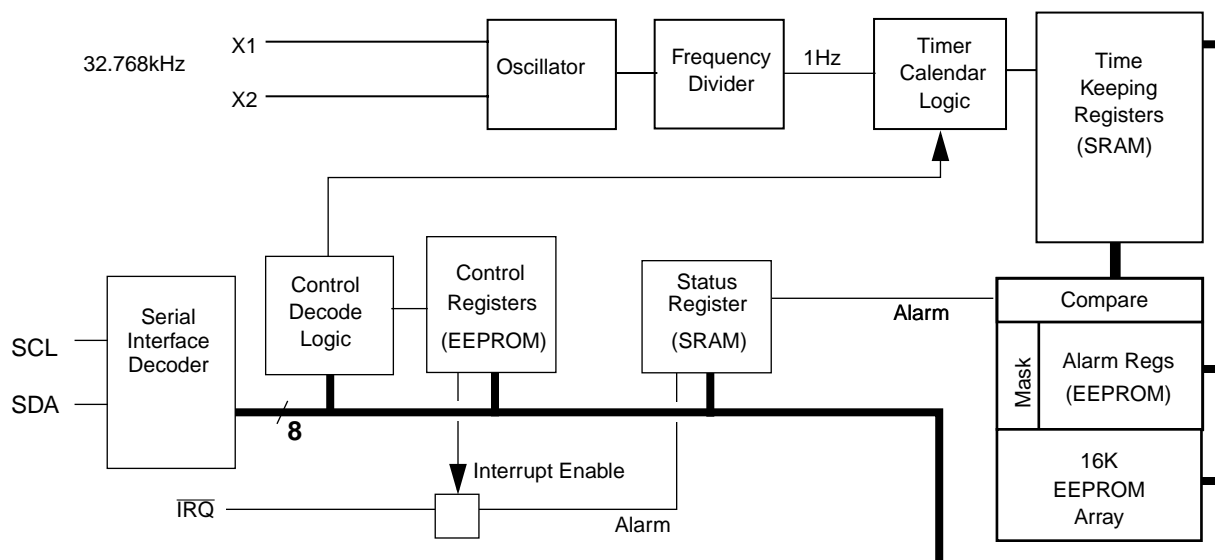 32.768kHz
X1
X2
Oscillator
Frequency
Divider
1Hz
Timer
Calendar
Logic
Time
Keeping
Registers
(SRAM)
Control
Decode
Logic
Control
Registers
(EEPROM)
Status
Register
(SRAM)
Alarm
Compare
Mask
Alarm Regs
(EEPROM)
16K
EEPROM
Array
SCL
SDA
Serial
Interface
Decoder
8
Interrupt Enable
IRQ
Alarm